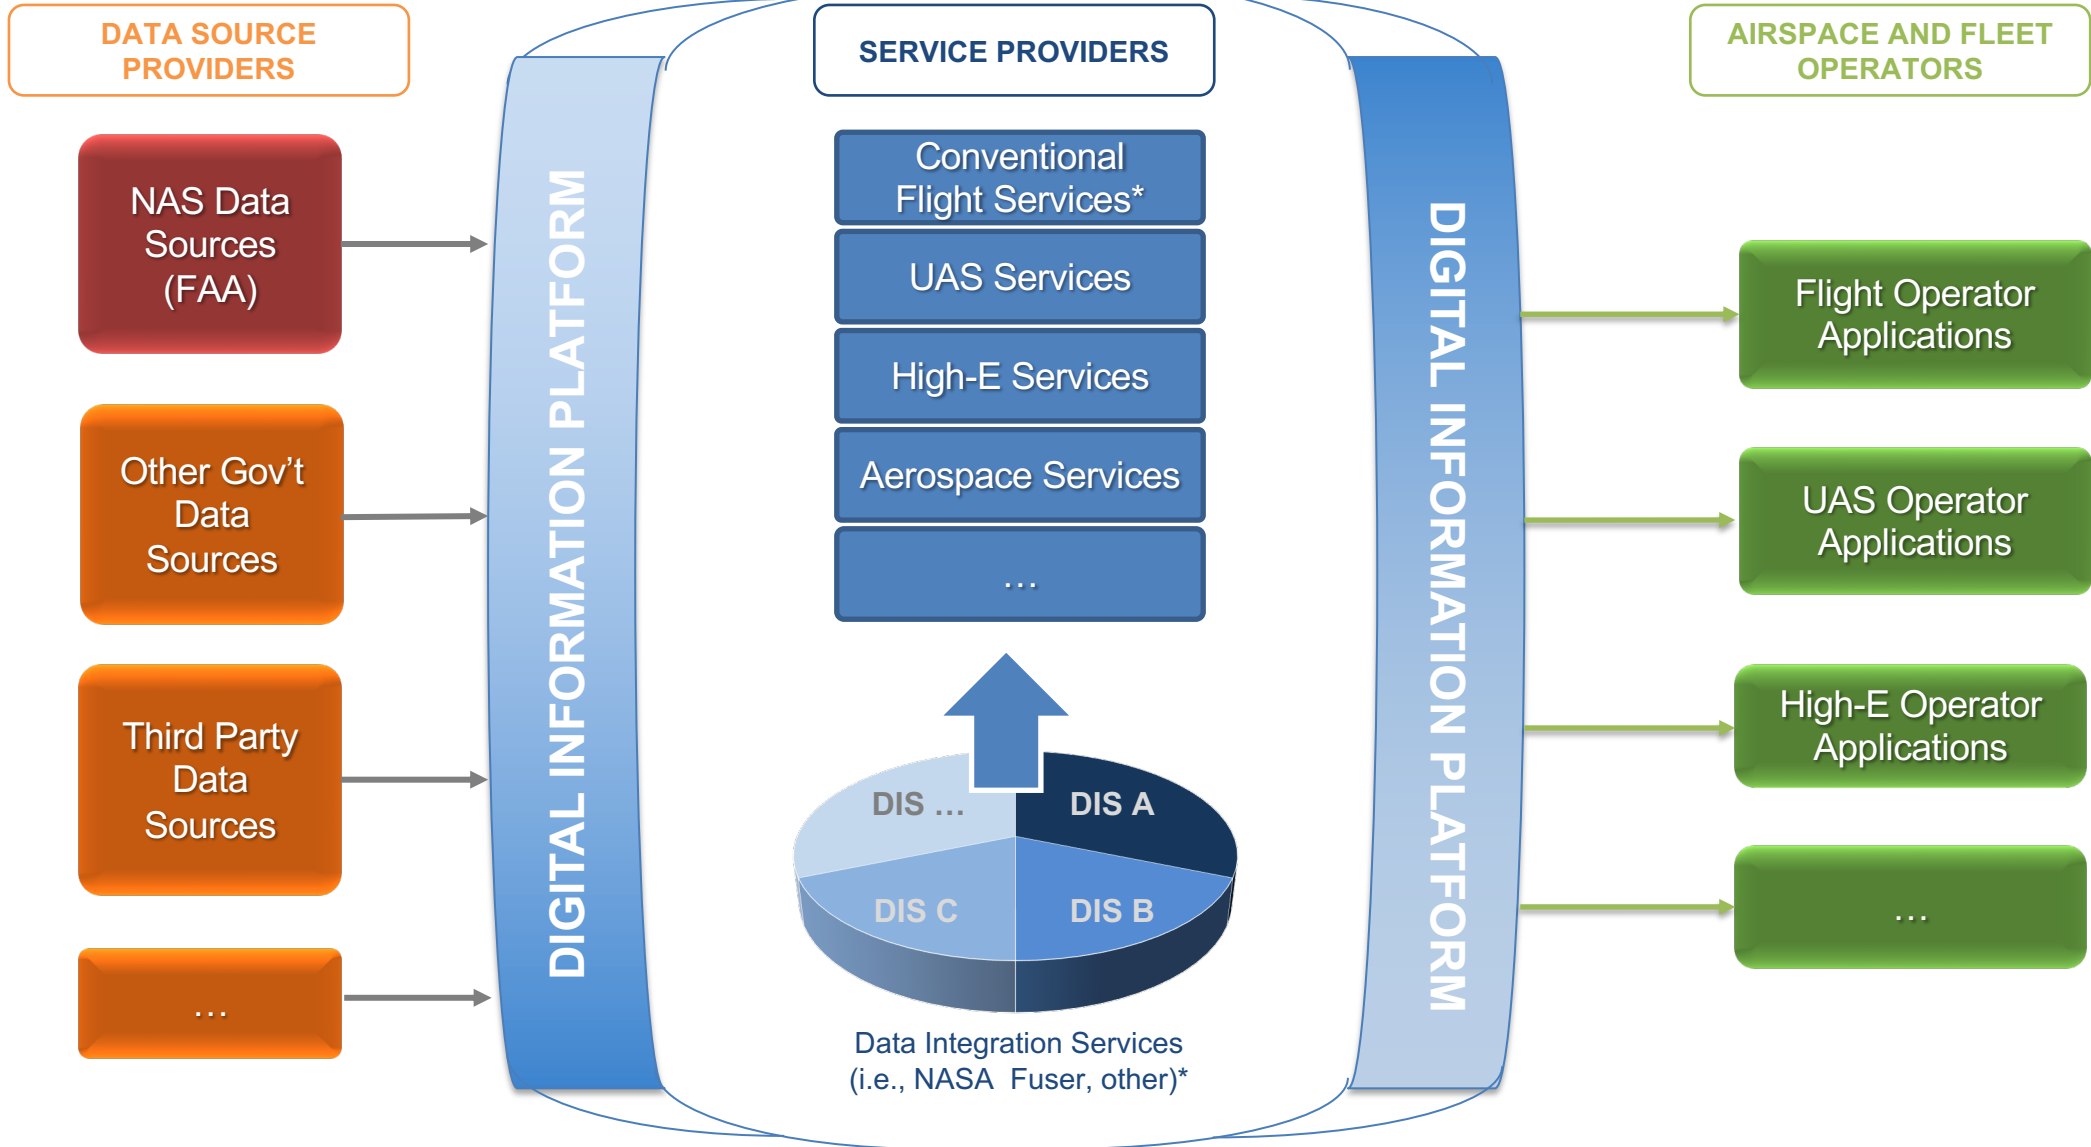 DATA SOURCE
PROVIDERS
NAS Data
Sources
(FAA)
Other Gov’t
Data
Sources
Third Party
Data
Sources
…
DIGITAL INFORMATION PLATFORM
SERVICE PROVIDERS
Conventional
Flight Services*
UAS Services
High-E Services
Aerospace Services
…
DIS …
DIS A
DIS C
DIS B
Data Integration Services
(i.e., NASA  Fuser, other)*
DIGITAL INFORMATION PLATFORM
AIRSPACE AND FLEET
OPERATORS
Flight Operator
Applications
UAS Operator
Applications
High-E Operator
Applications
…